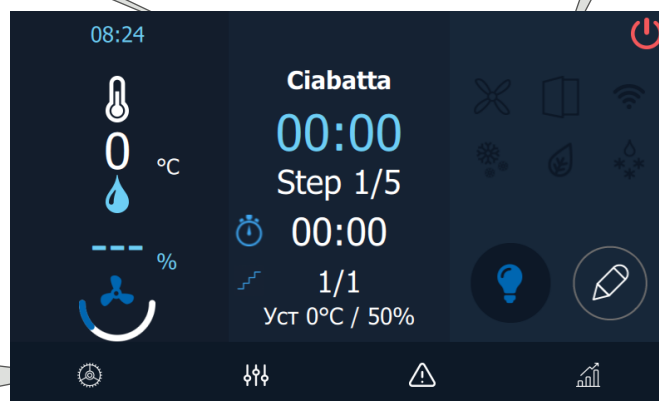 08:24
0 °C
--- %
Ciabatta
00:00
Step 1/5
00:00
1/1
Уст 0°C / 50%